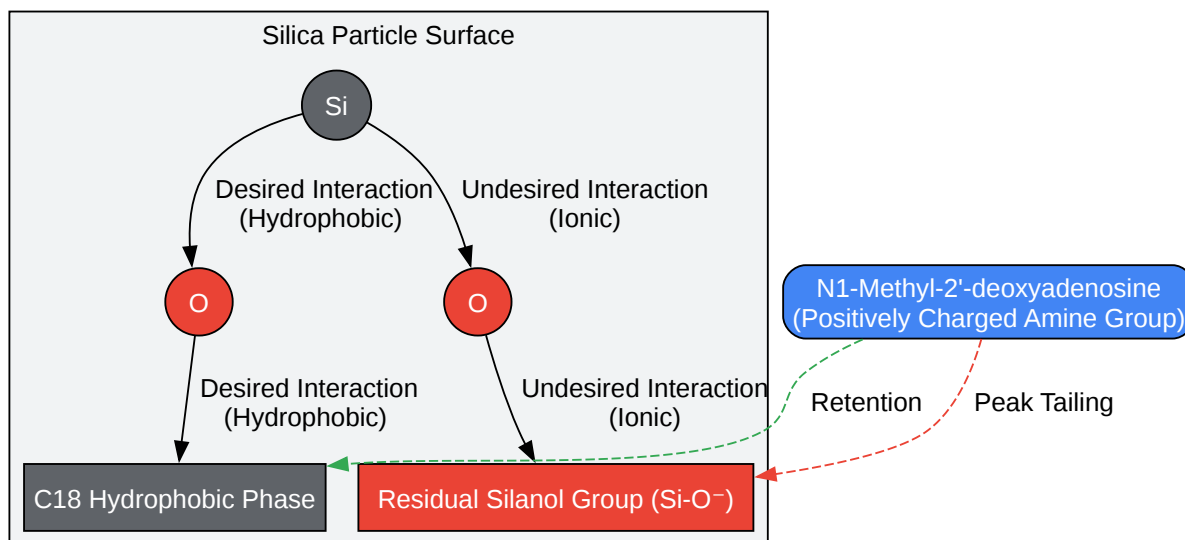 Silica Particle Surface
Si
Desired Interaction
(Hydrophobic)
Undesired Interaction
(Ionic)
O
O
N1-Methyl-2'-deoxyadenosine
(Positively Charged Amine Group)
Desired Interaction
(Hydrophobic)
Undesired Interaction
(Ionic)
Retention
Peak Tailing
C18 Hydrophobic Phase
Residual Silanol Group (Si-O⁻)